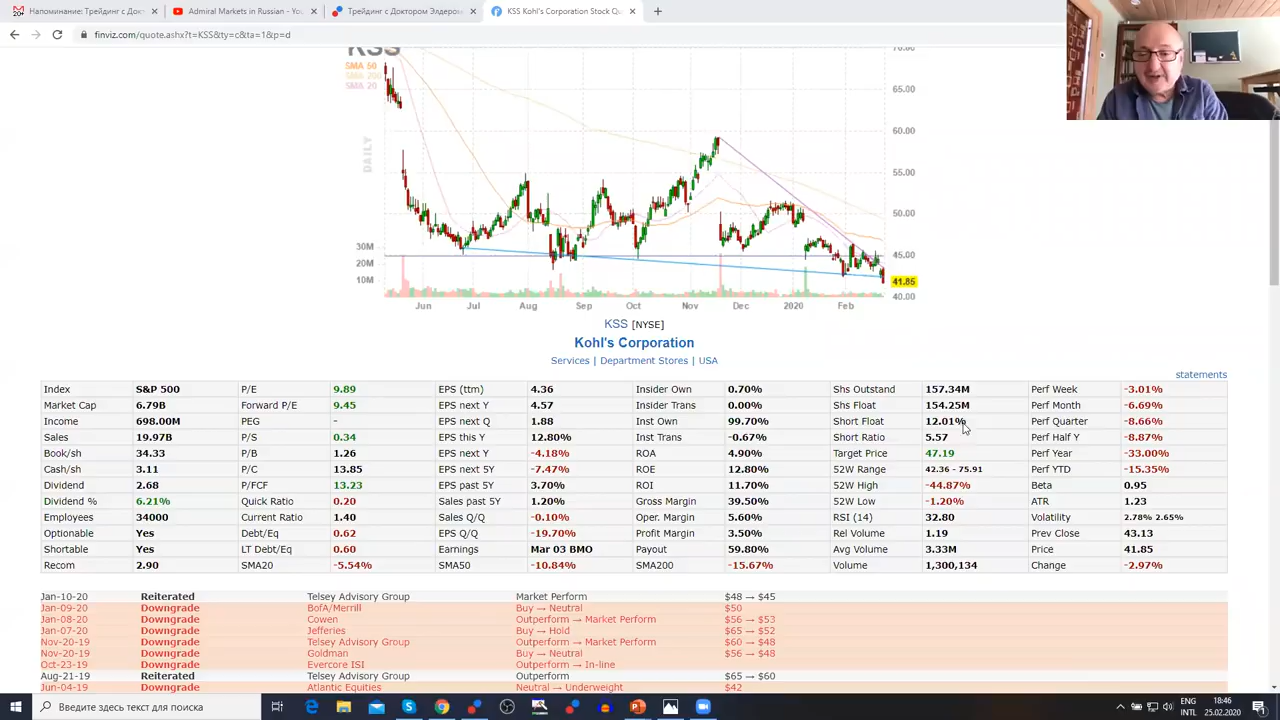 Напоминание: Трейдинг с Докт
Admiral Markets in Russian - You
Трейдинг с Доктором Элдером
KSS Kohl's Corporation Stock Qu
finviz.com/quote.ashx?t=KSS&ty=c&ta=1&p=d
KSS
SMA 50
SMA 200
SMA 20
DAILY
70.00
65.00
60.00
55.00
50.00
45.00
41.85
40.00
30M
20M
10M
Jun Jul Aug Sep Oct Nov Dec 2020 Feb
KSS [NYSE]
Kohl's Corporation
Services | Department Stores | USA
statements
Index S&P 500 P/E 9.89 EPS (ttm) 4.36 Insider Own 0.70% Shs Outstand 157.34M Perf Week -3.01%
Market Cap 6.79B Forward P/E 9.45 EPS next Y 4.57 Insider Trans 0.00% Shs Float 154.25M Perf Month -6.69%
Income 698.00M PEG - EPS next Q 1.88 Inst Own 99.70% Short Float 12.01% Perf Quarter -8.66%
Sales 19.97B P/S 0.34 EPS this Y 12.80% Inst Trans -0.67% Short Ratio 5.57 Perf Half Y -8.87%
Book/sh 34.33 P/B 1.26 EPS next Y -4.18% ROA 4.90% Target Price 47.19 Perf Year -33.00%
Cash/sh 3.11 P/C 13.85 EPS next 5Y -7.47% ROE 12.80% 52W Range 42.36 - 75.91 Perf YTD -15.35%
Dividend 2.68 P/FCF 13.23 EPS past 5Y 3.70% ROI 11.70% 52W High -44.87% Beta 0.95
Dividend % 6.21% Quick Ratio 0.20 Sales past 5Y 1.20% Gross Margin 39.50% 52W Low -1.20% ATR 1.23
Employees 34000 Current Ratio 1.40 Sales Q/Q -0.10% Oper. Margin 5.60% RSI (14) 32.80 Volatility 2.78% 2.65%
Optionable Yes Debt/Eq 0.62 EPS Q/Q -19.70% Profit Margin 3.50% Rel Volume 1.19 Prev Close 43.13
Shortable Yes LT Debt/Eq 0.60 Earnings Mar 03 BMO Payout 59.80% Avg Volume 3.33M Price 41.85
Recom 2.90 SMA20 -5.54% SMA50 -10.84% SMA200 -15.67% Volume 1,300,134 Change -2.97%
Jan-10-20 Reiterated Telsey Advisory Group Market Perform $48 → $45
Jan-09-20 Downgrade BofA/Merrill Buy → Neutral $50
Jan-08-20 Downgrade Cowen Outperform → Market Perform $56 → $53
Jan-07-20 Downgrade Jefferies Buy → Hold $65 → $52
Nov-20-19 Downgrade Telsey Advisory Group Outperform → Market Perform $60 → $48
Nov-20-19 Downgrade Goldman Buy → Neutral $56 → $48
Oct-23-19 Downgrade Evercore ISI Outperform → In-line
Aug-21-19 Reiterated Telsey Advisory Group Outperform $65 → $60
Jun-04-19 Downgrade Atlantic Equities Neutral → Underweight $42
Введите здесь текст для поиска
ENG
INTL
18:46
25.02.2020